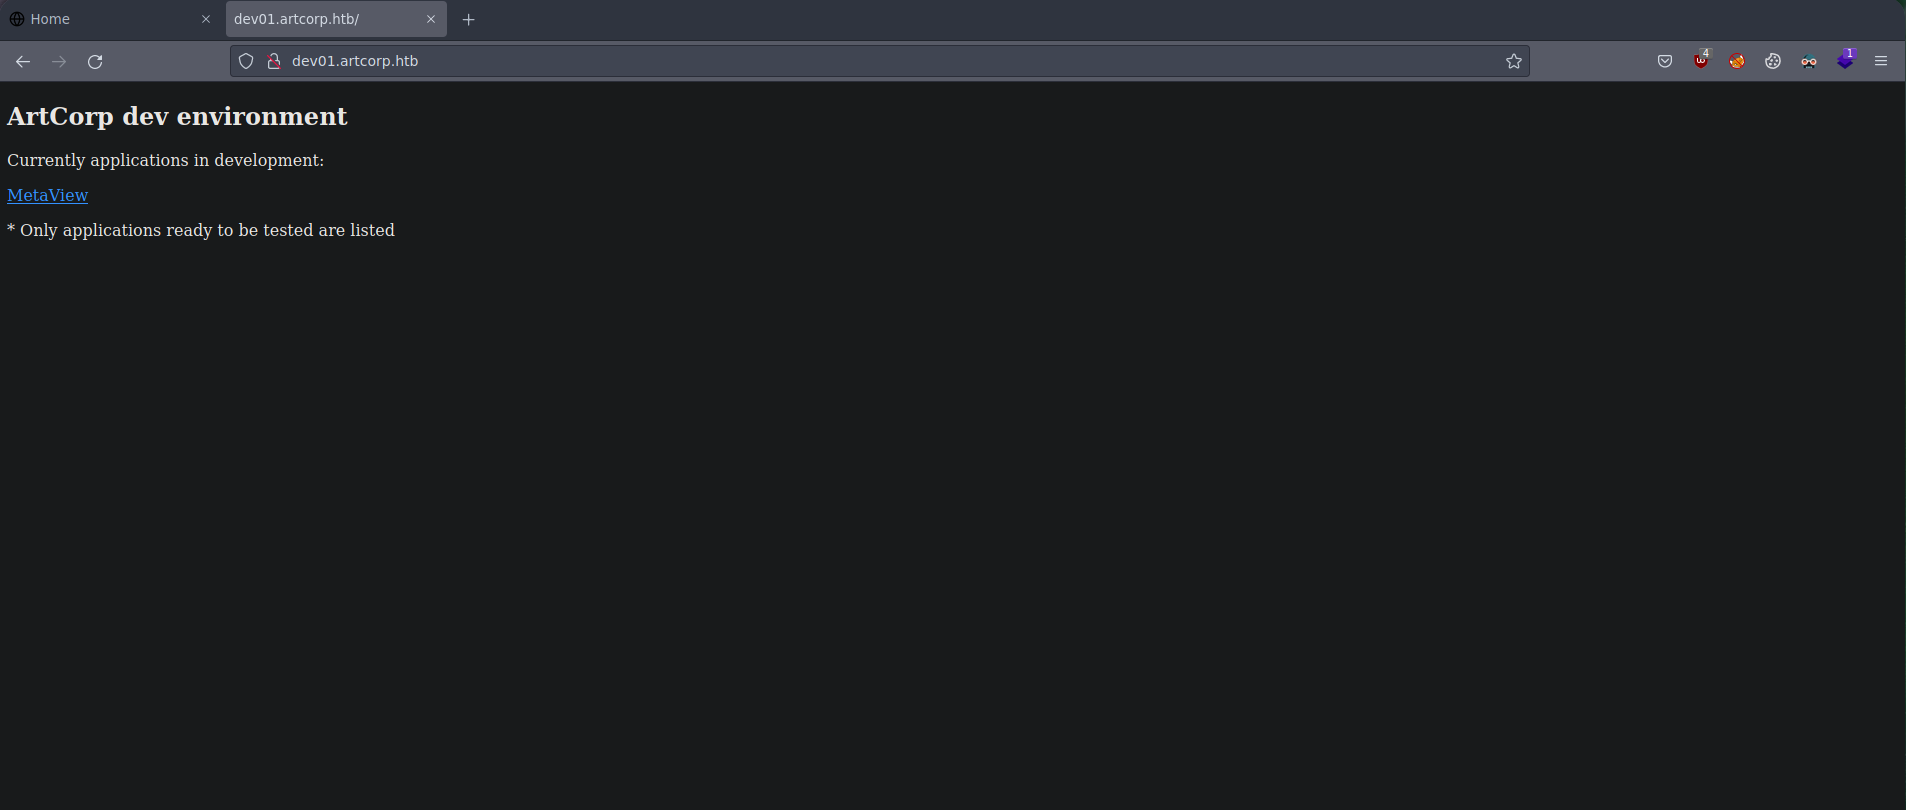 Home
dev01.artcorp.htb/
dev01.artcorp.htb
4
1
ArtCorp dev environment
Currently applications in development:
MetaView
* Only applications ready to be tested are listed